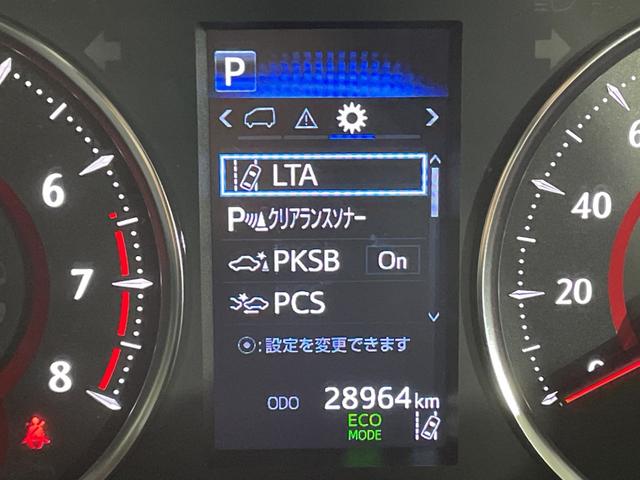 P
LTA
P クリアランスソナー
PKSB On
PCS
:設定を変更できます
ODO 28964 km
ECO
MODE
6
7
8
40
20